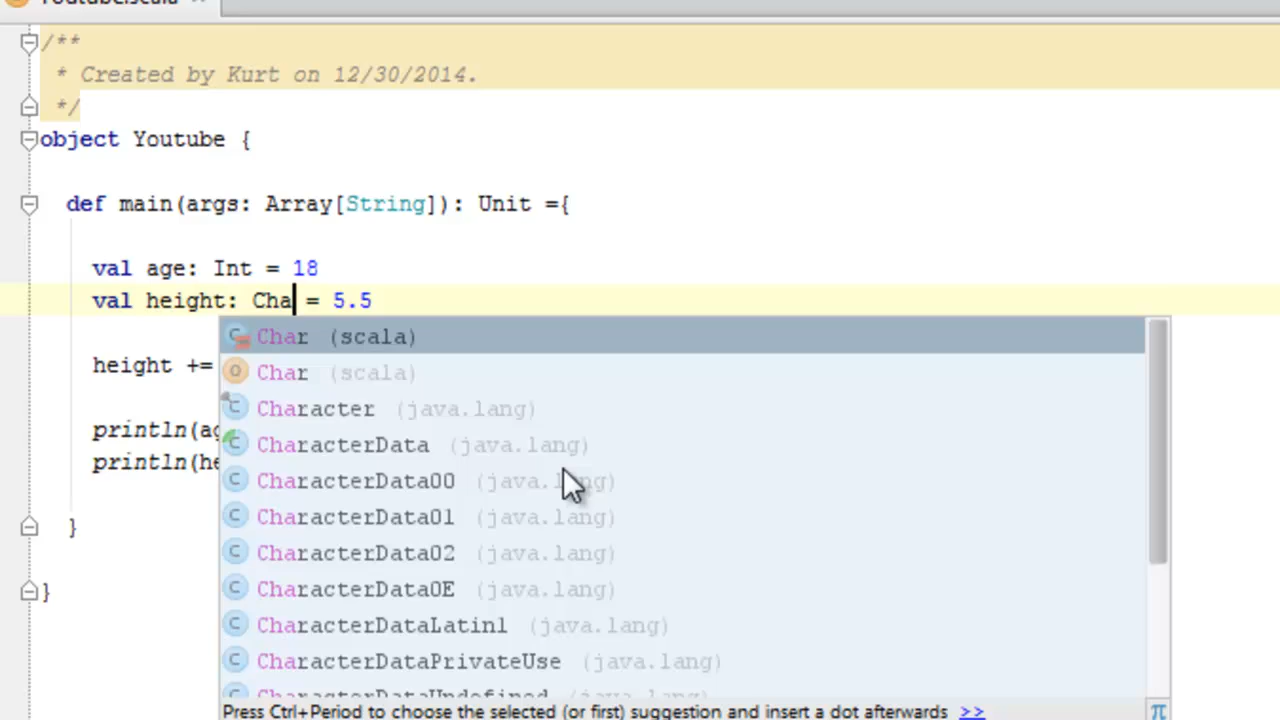 Youtube.scala
/**
* Created by Kurt on 12/30/2014.
*/
object Youtube {
def main(args: Array[String]): Unit ={
val age: Int = 18
val height: Cha = 5.5
Char (scala)
height +=
Char (scala)
Character (java.lang)
println(ag
CharacterData (java.lang)
println(he
CharacterData00 (java.lang)
CharacterData01 (java.lang)
}
CharacterData02 (java.lang)
CharacterData0E (java.lang)
}
CharacterDataLatin1 (java.lang)
CharacterDataPrivateUse (java.lang)
CharacterDataUndefined (java.lang)
Press Ctrl+Period to choose the selected (or first) suggestion and insert a dot afterwards >>
π